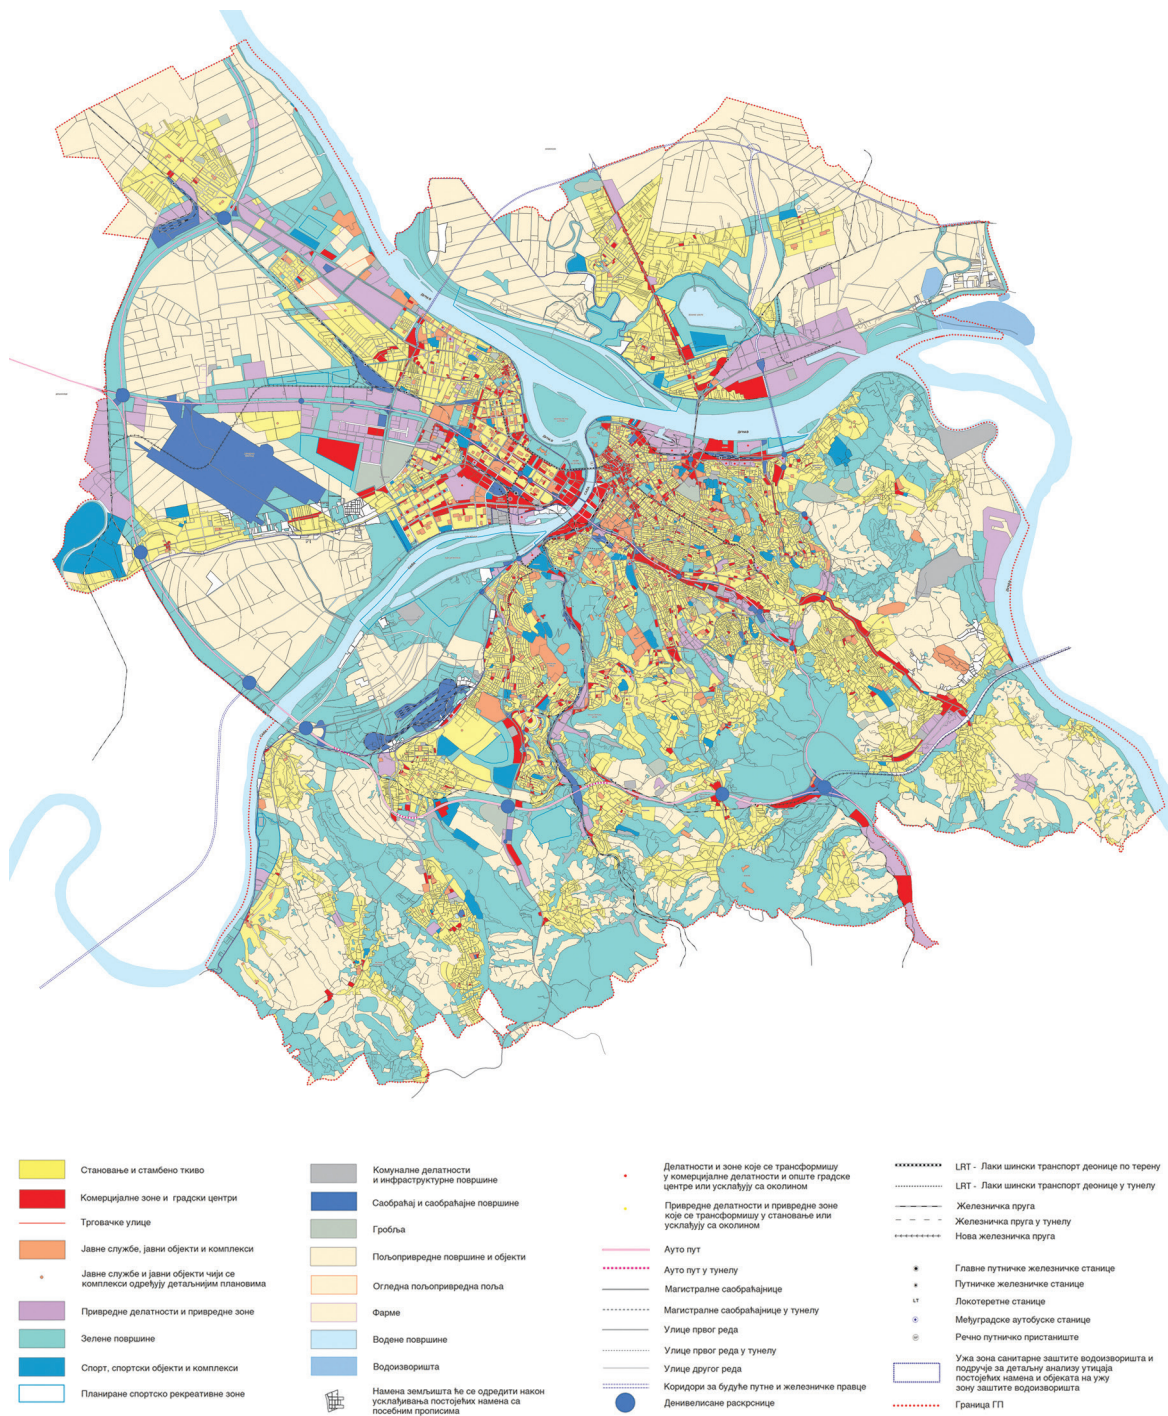 ДУНАВ
ДУНАВ
Становање и стамбено ткиво
Комерцијалне зоне и градски центри
Трговачке улице
Јавне службе, јавни објекти и комплекси
Јавне службе и јавни објекти чији се
комплекси одређују детаљнијим плановима
Привредне делатности и привредне зоне
Зелене површине
Спорт, спортски објекти и комплекси
Планиране спортско рекреативне зоне
Комуналне делатности
и инфраструктурне површине
Саобраћај и саобраћајне површине
Гробља
Пољопривредне површине и објекти
Огледна пољопривредна поља
Фарме
Водене површине
Водоизворишта
Намена земљишта ће се одредити након
усклађивања постојећих намена са
посебним прописима
Делатности и зоне које се трансформишу
у комерцијалне делатности и опште градске
центре или усклађују са околином
Привредне делатности и привредне зоне
које се трансформишу у становање или
усклађују са околином
Ауто пут
Ауто пут у тунелу
Магистралне саобраћајнице
Магистралне саобраћајнице у тунелу
Улице првог реда
Улице првог реда у тунелу
Улице другог реда
Коридори за будуће путне и железничке правце
Денивелисане раскрснице
LRT - Лаки шински транспорт деонице по терену
LRT - Лаки шински транспорт деонице у тунелу
Железничка пруга
Железничка пруга у тунелу
Нова железничка пруга
Главне путничке железничке станице
Путничке железничке станице
LT Локотеретне станице
Међуградске аутобуске станице
Речно путничко пристаниште
Ужа зона санитарне заштите водоизворишта и
подручје за детаљну анализу утицаја
постојећих намена и објеката на ужу
зону заштите водоизворишта
Граница ГП